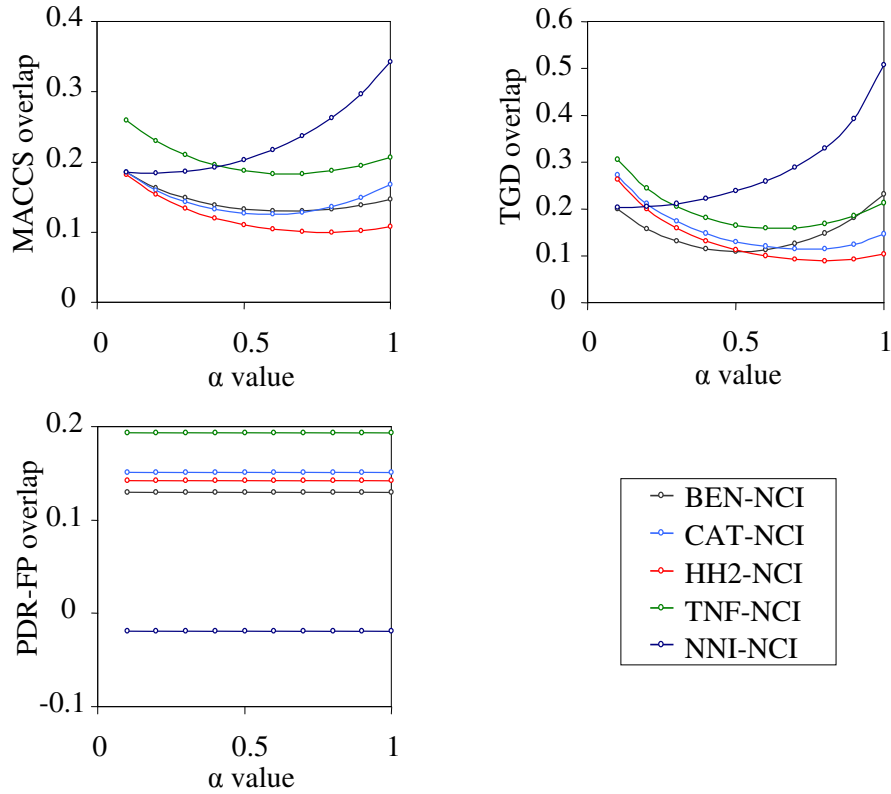 MACCS overlap
0.4
0.3
0.2
0.1
0
0
0.5
1
α value
TGD overlap
0.6
0.5
0.4
0.3
0.2
0.1
0
0
0.5
1
α value
PDR-FP overlap
0.2
0.1
0
-0.1
0
0.5
1
α value
BEN-NCI
CAT-NCI
HH2-NCI
TNF-NCI
NNI-NCI